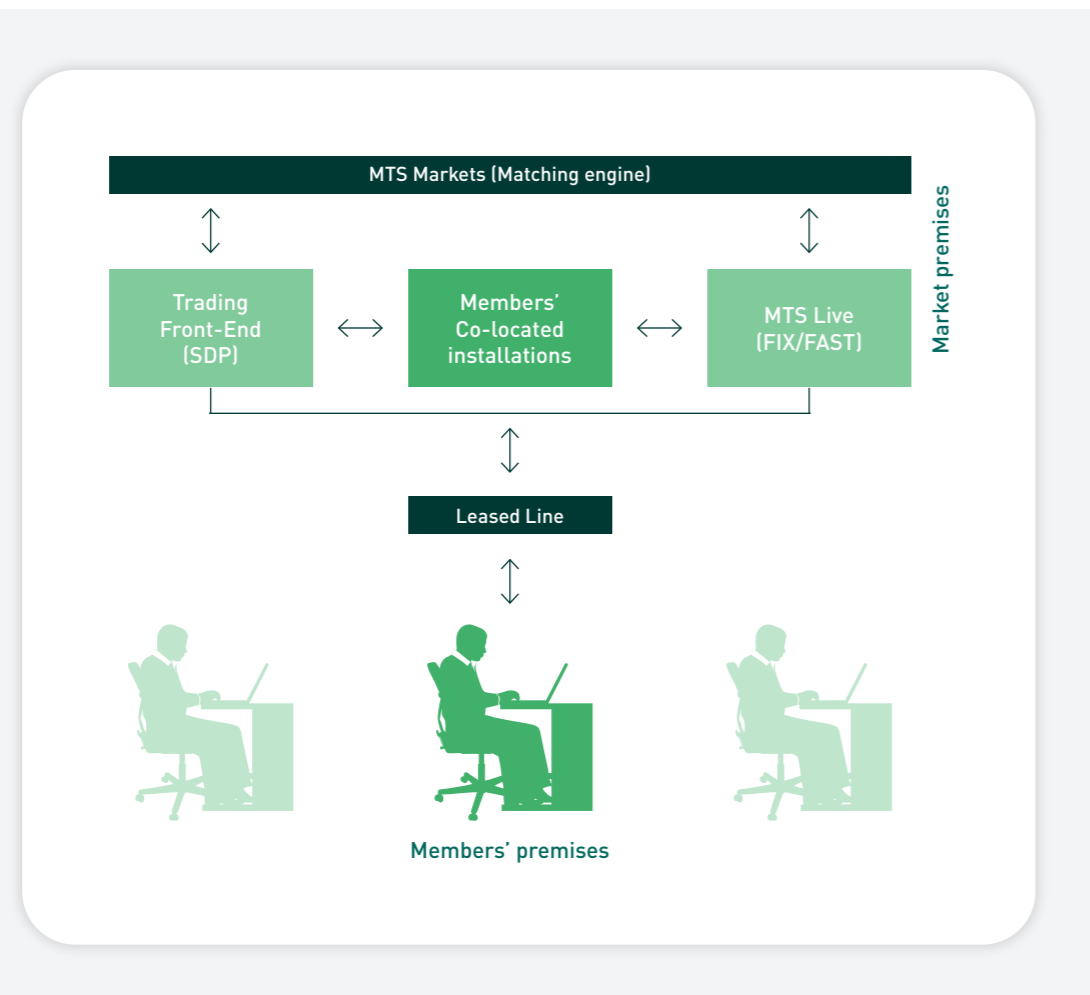 MTS Markets (Matching engine)
Market premises
Trading
Front-End
(SDP)
Members’
Co-located
installations
MTS Live
(FIX/FAST)
Leased Line
Members’ premises